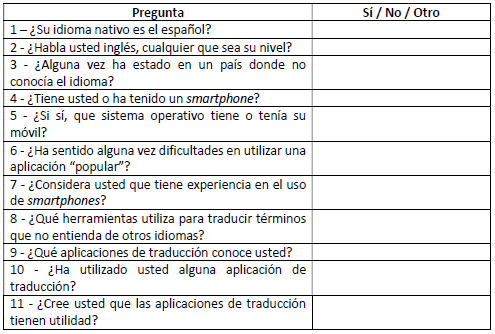 Pregunta Sí / No / Otro
1 – ¿Su idioma nativo es el español?
2 - ¿Habla usted inglés, cualquier que sea su nivel?
3 - ¿Alguna vez ha estado en un país donde no
conocía el idioma?
4 - ¿Tiene usted o ha tenido un smartphone?
5 - ¿Si sí, que sistema operativo tiene o tenía su
móvil?
6 - ¿Ha sentido alguna vez dificultades en utilizar una
aplicación “popular”?
7 - ¿Considera usted que tiene experiencia en el uso
de smartphones?
8 - ¿Qué herramientas utiliza para traducir términos
que no entienda de otros idiomas?
9 - ¿Qué aplicaciones de traducción conoce usted?
10 - ¿Ha utilizado usted alguna aplicación de
traducción?
11 - ¿Cree usted que las aplicaciones de traducción
tienen utilidad?